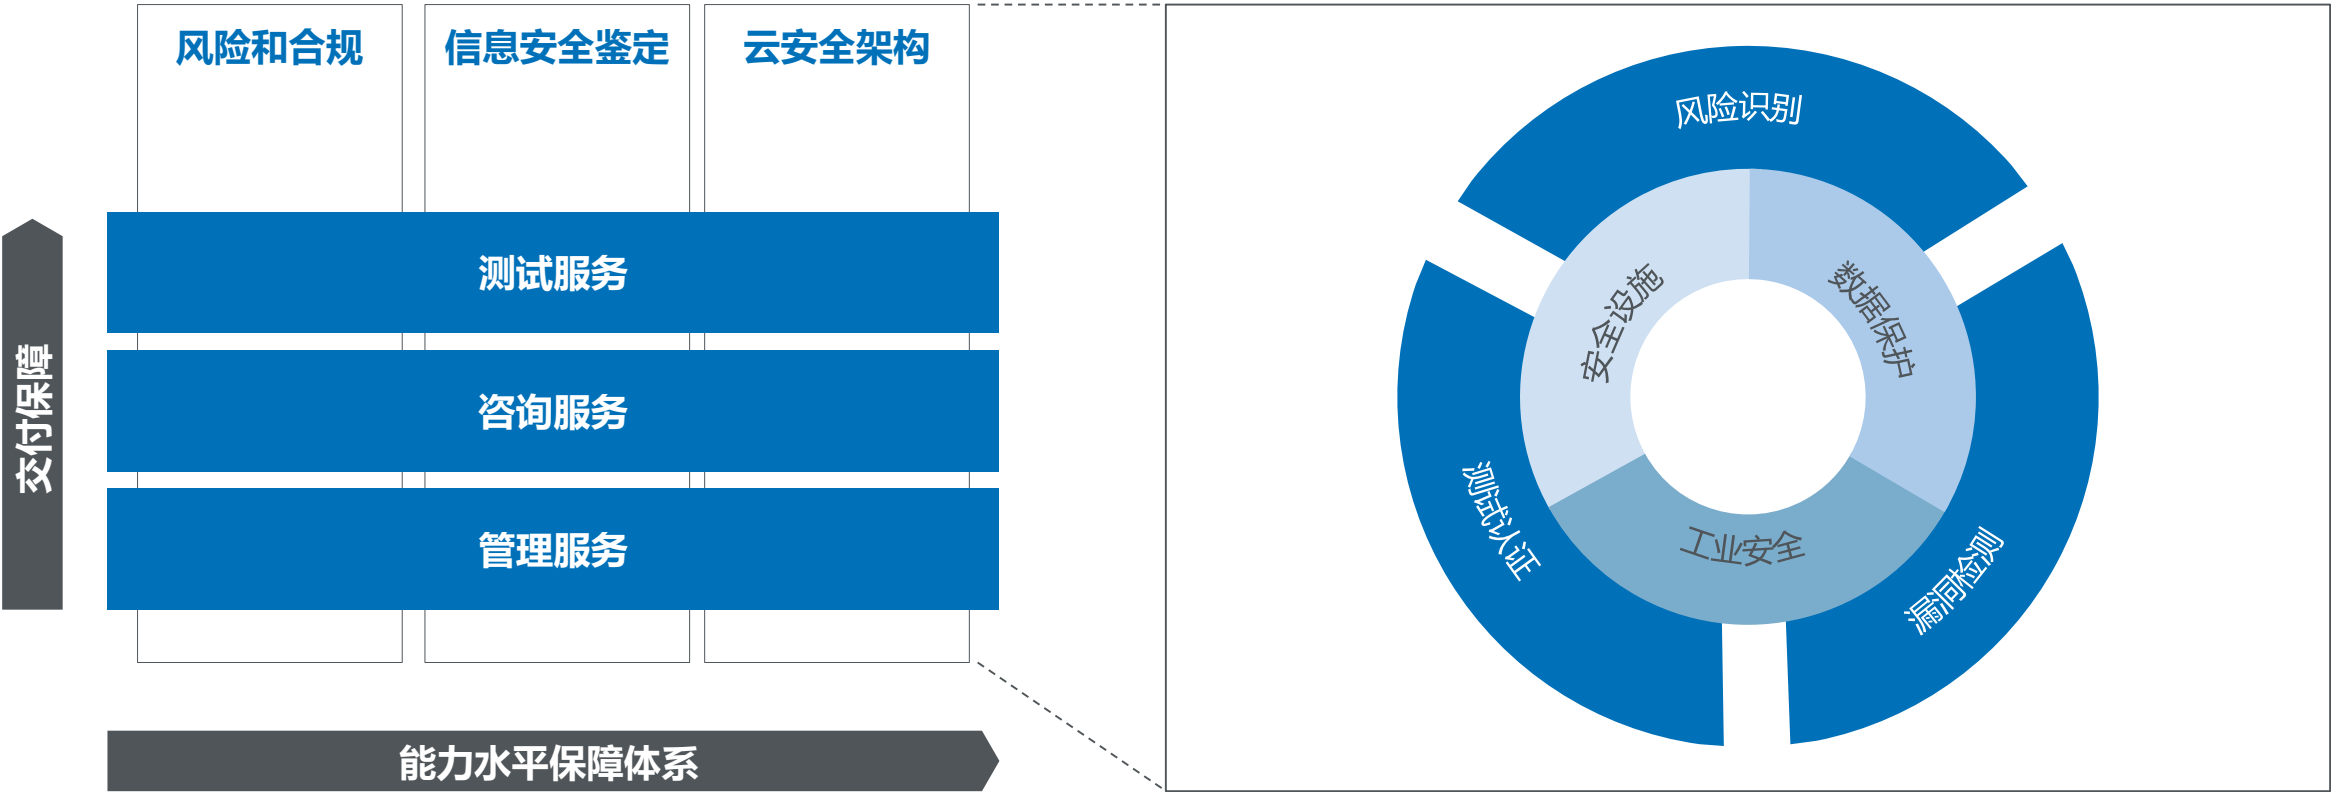 风险和合规
信息安全鉴定
云安全架构
测试服务
咨询服务
管理服务
交付保障
能力水平保障体系
风险识别
安全设施
数据保护
工业安全
测试认证
漏洞检测